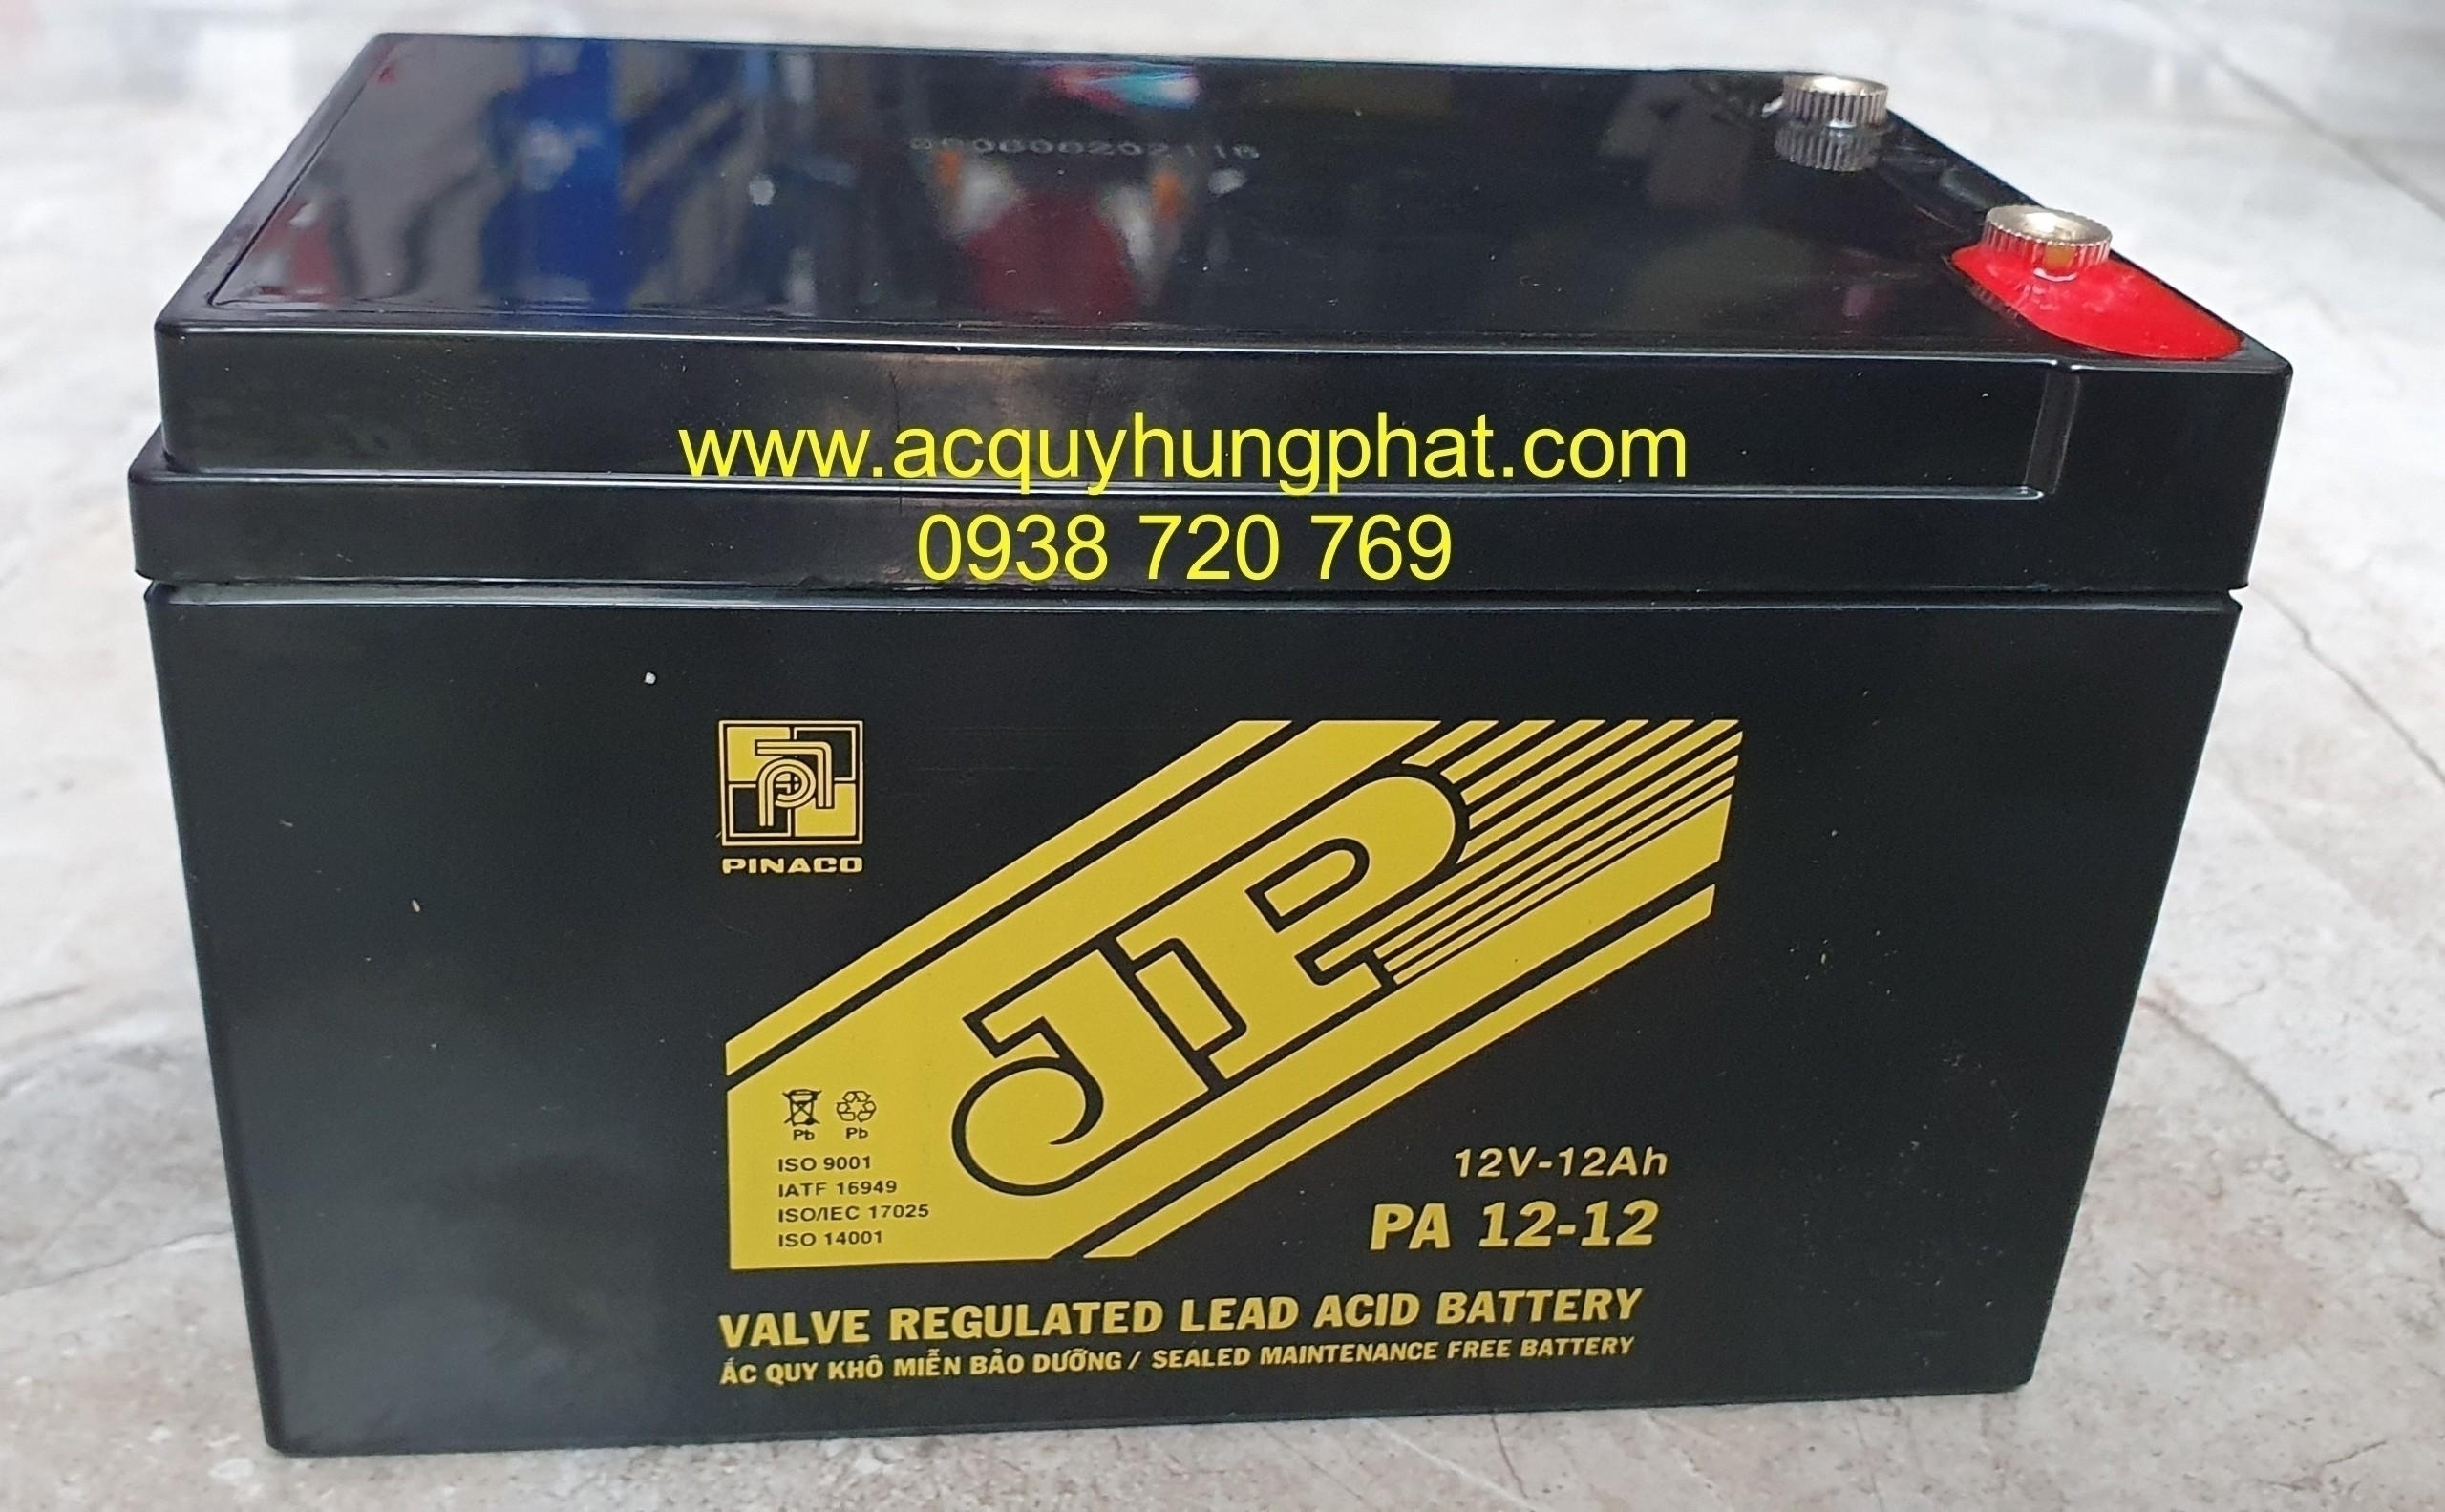 www.acquyhungphat.com
0938 720 769
PINACO
JP
Pb Pb
ISO 9001
IATF 16949
ISO/IEC 17025
ISO 14001
12V-12Ah
PA 12-12
VALVE REGULATED LEAD ACID BATTERY
ẮC QUY KHÔ MIỄN BẢO DƯỠNG / SEALED MAINTENANCE FREE BATTERY